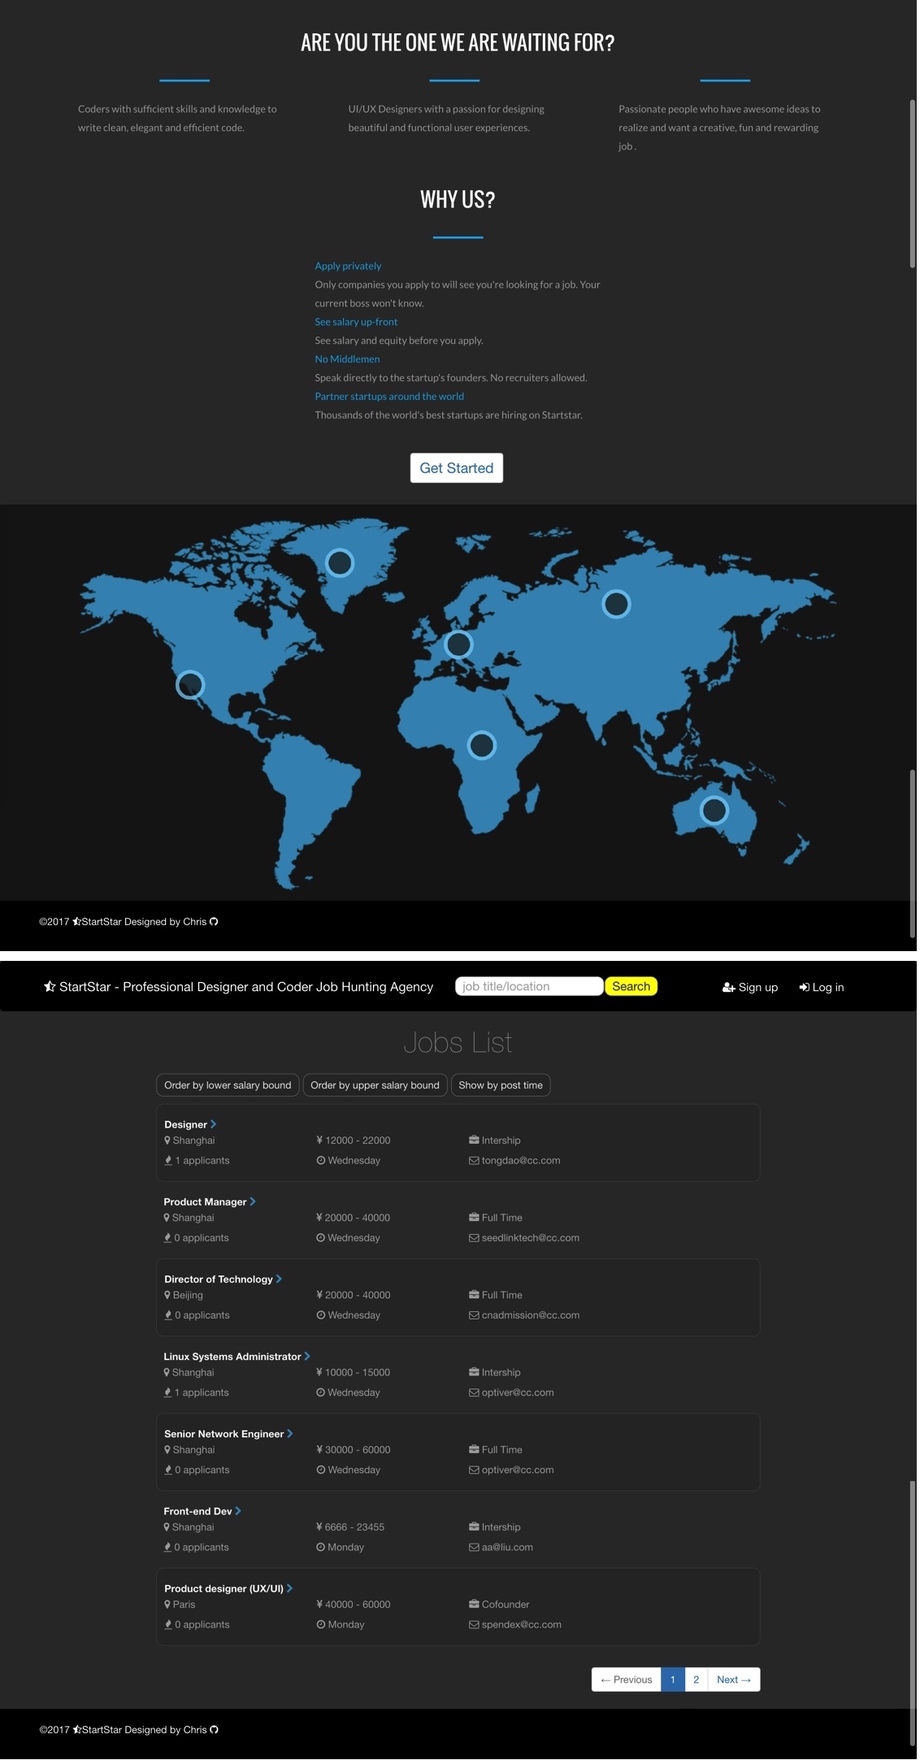 ARE YOU THE ONE WE ARE WAITING FOR?
Coders with sufficient skills and knowledge to
write clean, elegant and efficient code.
UI/UX Designers with a passion for designing
beautiful and functional user experiences.
Passionate people who have awesome ideas to
realize and want a creative, fun and rewarding
job .
WHY US?
Apply privately
Only companies you apply to will see you're looking for a job. Your
current boss won't know.
See salary up-front
See salary and equity before you apply.
No Middlemen
Speak directly to the startup's founders. No recruiters allowed.
Partner startups around the world
Thousands of the world's best startups are hiring on Startstar.
Get Started
©2017 StartStar Designed by Chris
StartStar - Professional Designer and Coder Job Hunting Agency
job title/location
Search
Sign up
Log in
Jobs List
Order by lower salary bound
Order by upper salary bound
Show by post time
Designer
Shanghai
¥ 12000 - 22000
Intership
1 applicants
Wednesday
tongdao@cc.com
Product Manager
Shanghai
¥ 20000 - 40000
Full Time
0 applicants
Wednesday
seedlinktech@cc.com
Director of Technology
Beijing
¥ 20000 - 40000
Full Time
0 applicants
Wednesday
cnadmission@cc.com
Linux Systems Administrator
Shanghai
¥ 10000 - 15000
Intership
1 applicants
Wednesday
optiver@cc.com
Senior Network Engineer
Shanghai
¥ 30000 - 60000
Full Time
0 applicants
Wednesday
optiver@cc.com
Front-end Dev
Shanghai
¥ 6666 - 23455
Intership
0 applicants
Monday
aa@liu.com
Product designer (UX/UI)
Paris
¥ 40000 - 60000
Cofounder
0 applicants
Monday
spendex@cc.com
← Previous
1
2
Next →
©2017 StartStar Designed by Chris